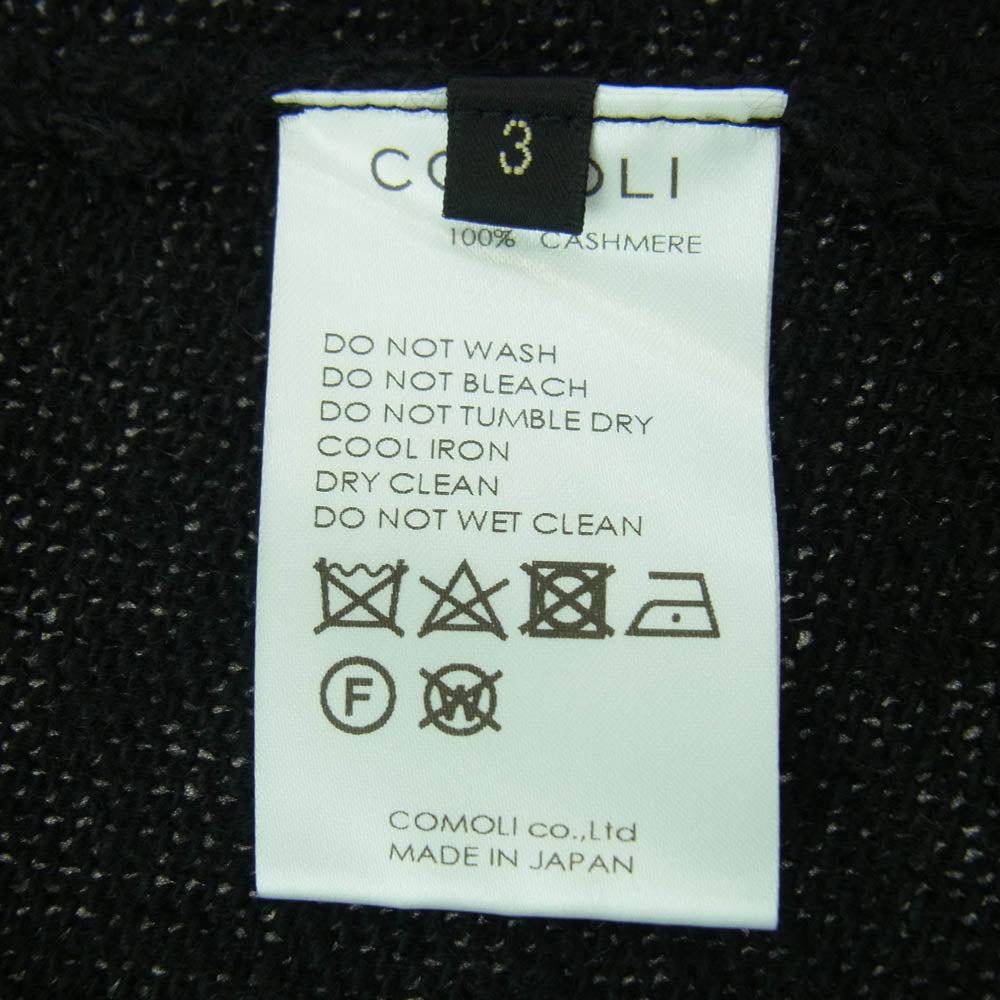 3
COMOLI
100% CASHMERE
DO NOT WASH
DO NOT BLEACH
DO NOT TUMBLE DRY
COOL IRON
DRY CLEAN
DO NOT WET CLEAN
F W
COMOLI co.,Ltd
MADE IN JAPAN